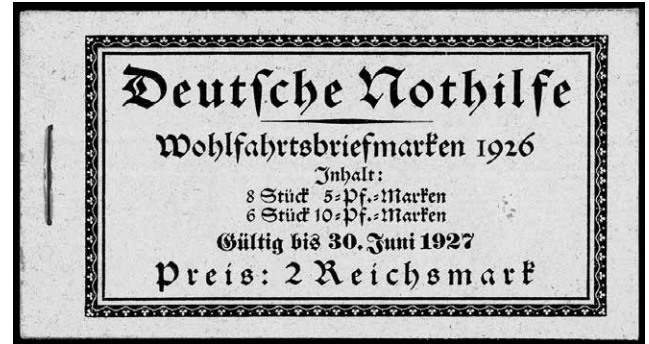 Deutſche Nothilfe
Wohlfahrtsbriefmarken 1926
Inhalt:
8 Stück 5=Pf.=Marken
6 Stück 10=Pf.=Marken
Gültig bis 30. Juni 1927
Preis: 2 Reichsmark